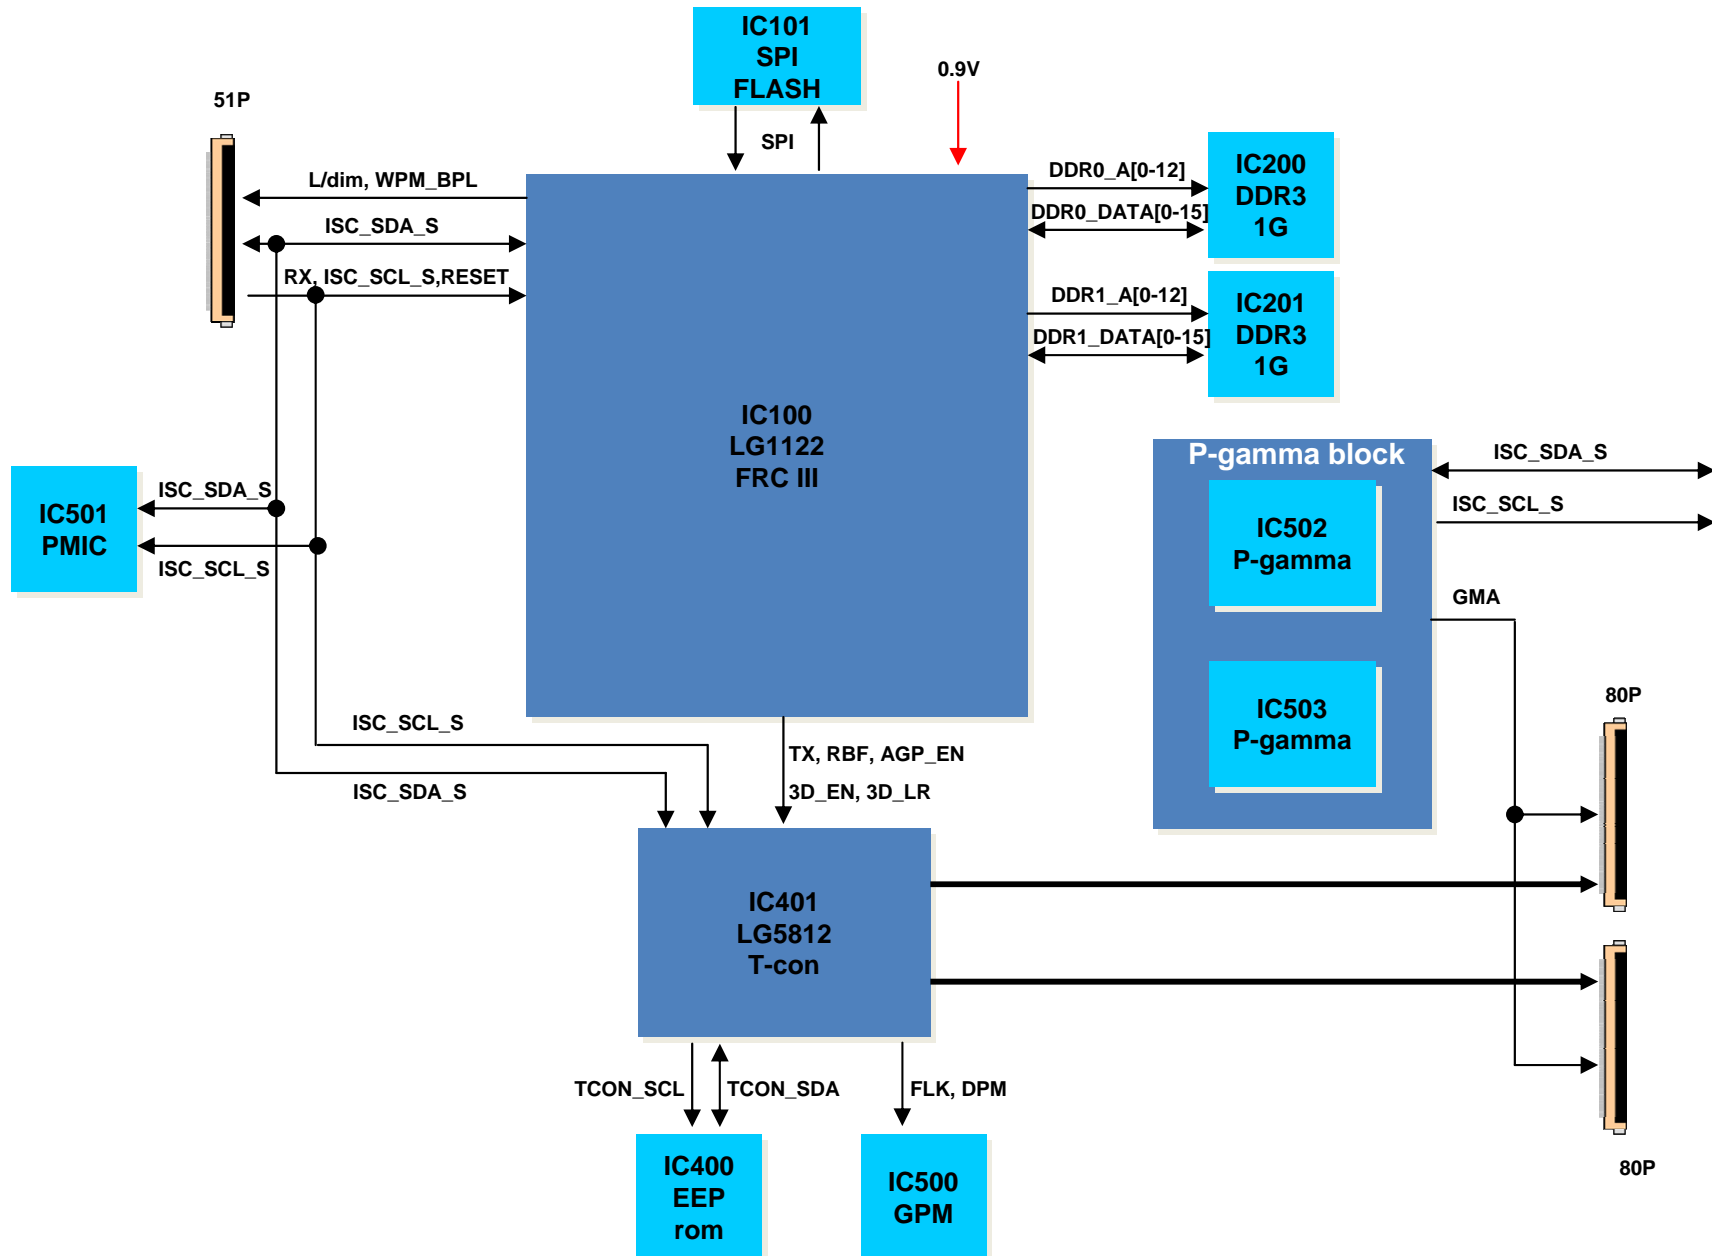 IC101
SPI
FLASH
0.9V
51P
SPI
L/dim, WPM_BPL
ISC_SDA_S
RX, ISC_SCL_S,RESET
DDR0_A[0-12]
DDR0_DATA[0-15]
IC200
DDR3
1G
DDR1_A[0-12]
DDR1_DATA[0-15]
IC201
DDR3
1G
IC100
LG1122
FRC III
P-gamma block
ISC_SDA_S
ISC_SCL_S
IC502
P-gamma
GMA
IC503
P-gamma
ISC_SDA_S
IC501
PMIC
ISC_SCL_S
80P
ISC_SCL_S
ISC_SDA_S
TX, RBF, AGP_EN
3D_EN, 3D_LR
IC401
LG5812
T-con
TCON_SCL
TCON_SDA
FLK, DPM
IC400
EEP
rom
IC500
GPM
80P